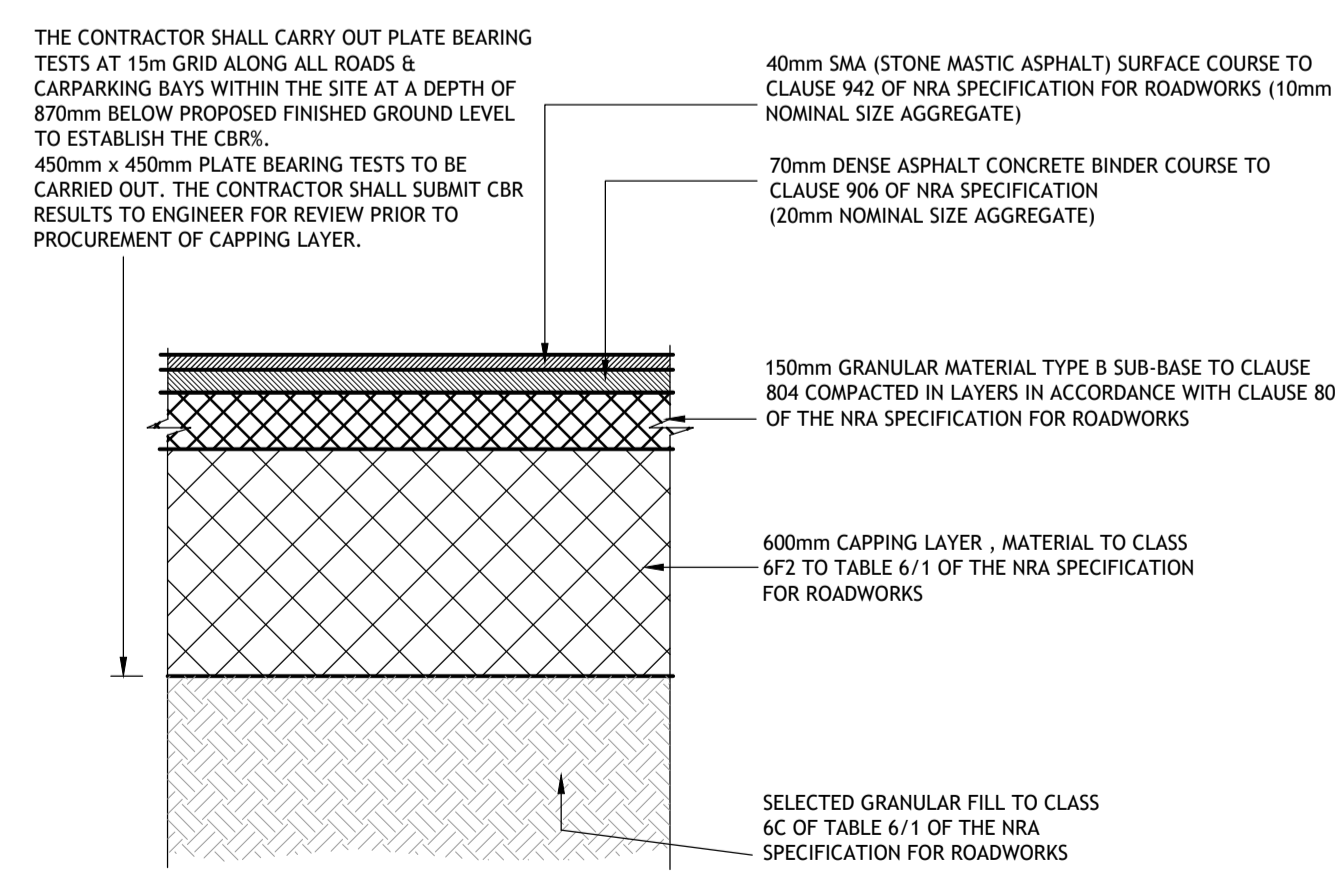 THE CONTRACTOR SHALL CARRY OUT PLATE BEARING
TESTS AT 15m GRID ALONG ALL ROADS &
CARPARKING BAYS WITHIN THE SITE AT A DEPTH OF
870mm BELOW PROPOSED FINISHED GROUND LEVEL
TO ESTABLISH THE CBR%.
450mm x 450mm PLATE BEARING TESTS TO BE
CARRIED OUT. THE CONTRACTOR SHALL SUBMIT CBR
RESULTS TO ENGINEER FOR REVIEW PRIOR TO
PROCUREMENT OF CAPPING LAYER.
40mm SMA (STONE MASTIC ASPHALT) SURFACE COURSE TO
CLAUSE 942 OF NRA SPECIFICATION FOR ROADWORKS (10mm
NOMINAL SIZE AGGREGATE)
70mm DENSE ASPHALT CONCRETE BINDER COURSE TO
CLAUSE 906 OF NRA SPECIFICATION
(20mm NOMINAL SIZE AGGREGATE)
150mm GRANULAR MATERIAL TYPE B SUB-BASE TO CLAUSE
804 COMPACTED IN LAYERS IN ACCORDANCE WITH CLAUSE 80
OF THE NRA SPECIFICATION FOR ROADWORKS
600mm CAPPING LAYER , MATERIAL TO CLASS
6F2 TO TABLE 6/1 OF THE NRA SPECIFICATION
FOR ROADWORKS
SELECTED GRANULAR FILL TO CLASS
6C OF TABLE 6/1 OF THE NRA
SPECIFICATION FOR ROADWORKS